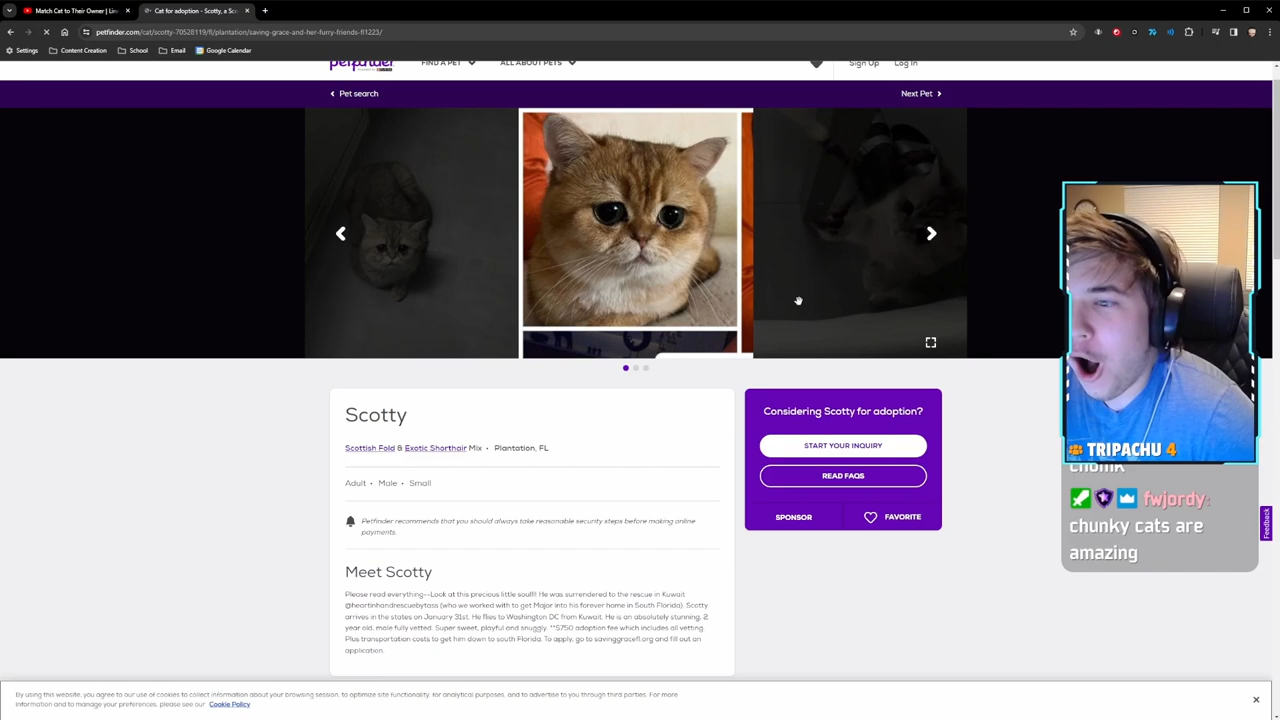 Match Cat to Their Owner | Lin
Cat for adoption - Scotty, a Sc
petfinder.com/cat/scotty-70528119/fl/plantation/saving-grace-and-her-furry-friends-fl1223/
Settings
Content Creation
School
Email
Google Calendar
petfinder
FIND A PET
ALL ABOUT PETS
Sign Up
Log In
Pet search
Next Pet
Scotty
Scottish Fold & Exotic Shorthair Mix • Plantation, FL
Adult • Male • Small
Petfinder recommends that you should always take reasonable security steps before making online
payments.
Meet Scotty
Please read everything--Look at this precious little soul!!! He was surrendered to the rescue in Kuwait
@heartinhandrescuebytass (who we worked with to get Major into his forever home in South Florida). Scotty
arrives in the states on January 31st. He flies to Washington DC from Kuwait. He is an absolutely stunning, 2
year old, male fully vetted. Super sweet, playful and snuggly. **$750 adoption fee which includes all vetting.
Plus transportation costs to get him down to south Florida. To apply, go to savinggracefl.org and fill out an
application.
Considering Scotty for adoption?
START YOUR INQUIRY
READ FAQS
SPONSOR
FAVORITE
TRIPACHU 4
chonk
fwjordy:
chunky cats are
amazing
Feedback
By using this website, you agree to our use of cookies to collect information about your browsing session, to optimize site functionality, for analytical purposes, and to advertise to you through third parties. For more
information and to manage your preferences, please see our Cookie Policy